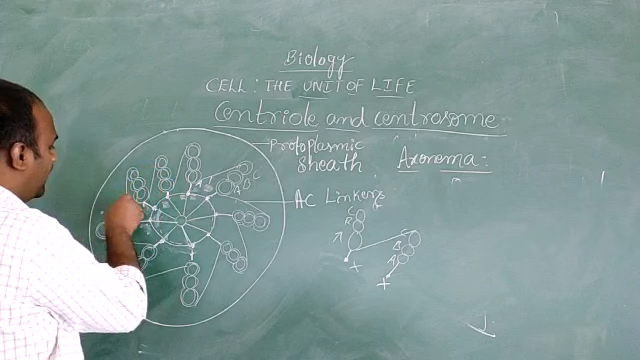 Biology
CELL: THE UNIT OF LIFE
Centriole and centrosome
Protoplasmic
sheath
Axonema:
A B C
AC Linkers
C
B
A
C
B
A